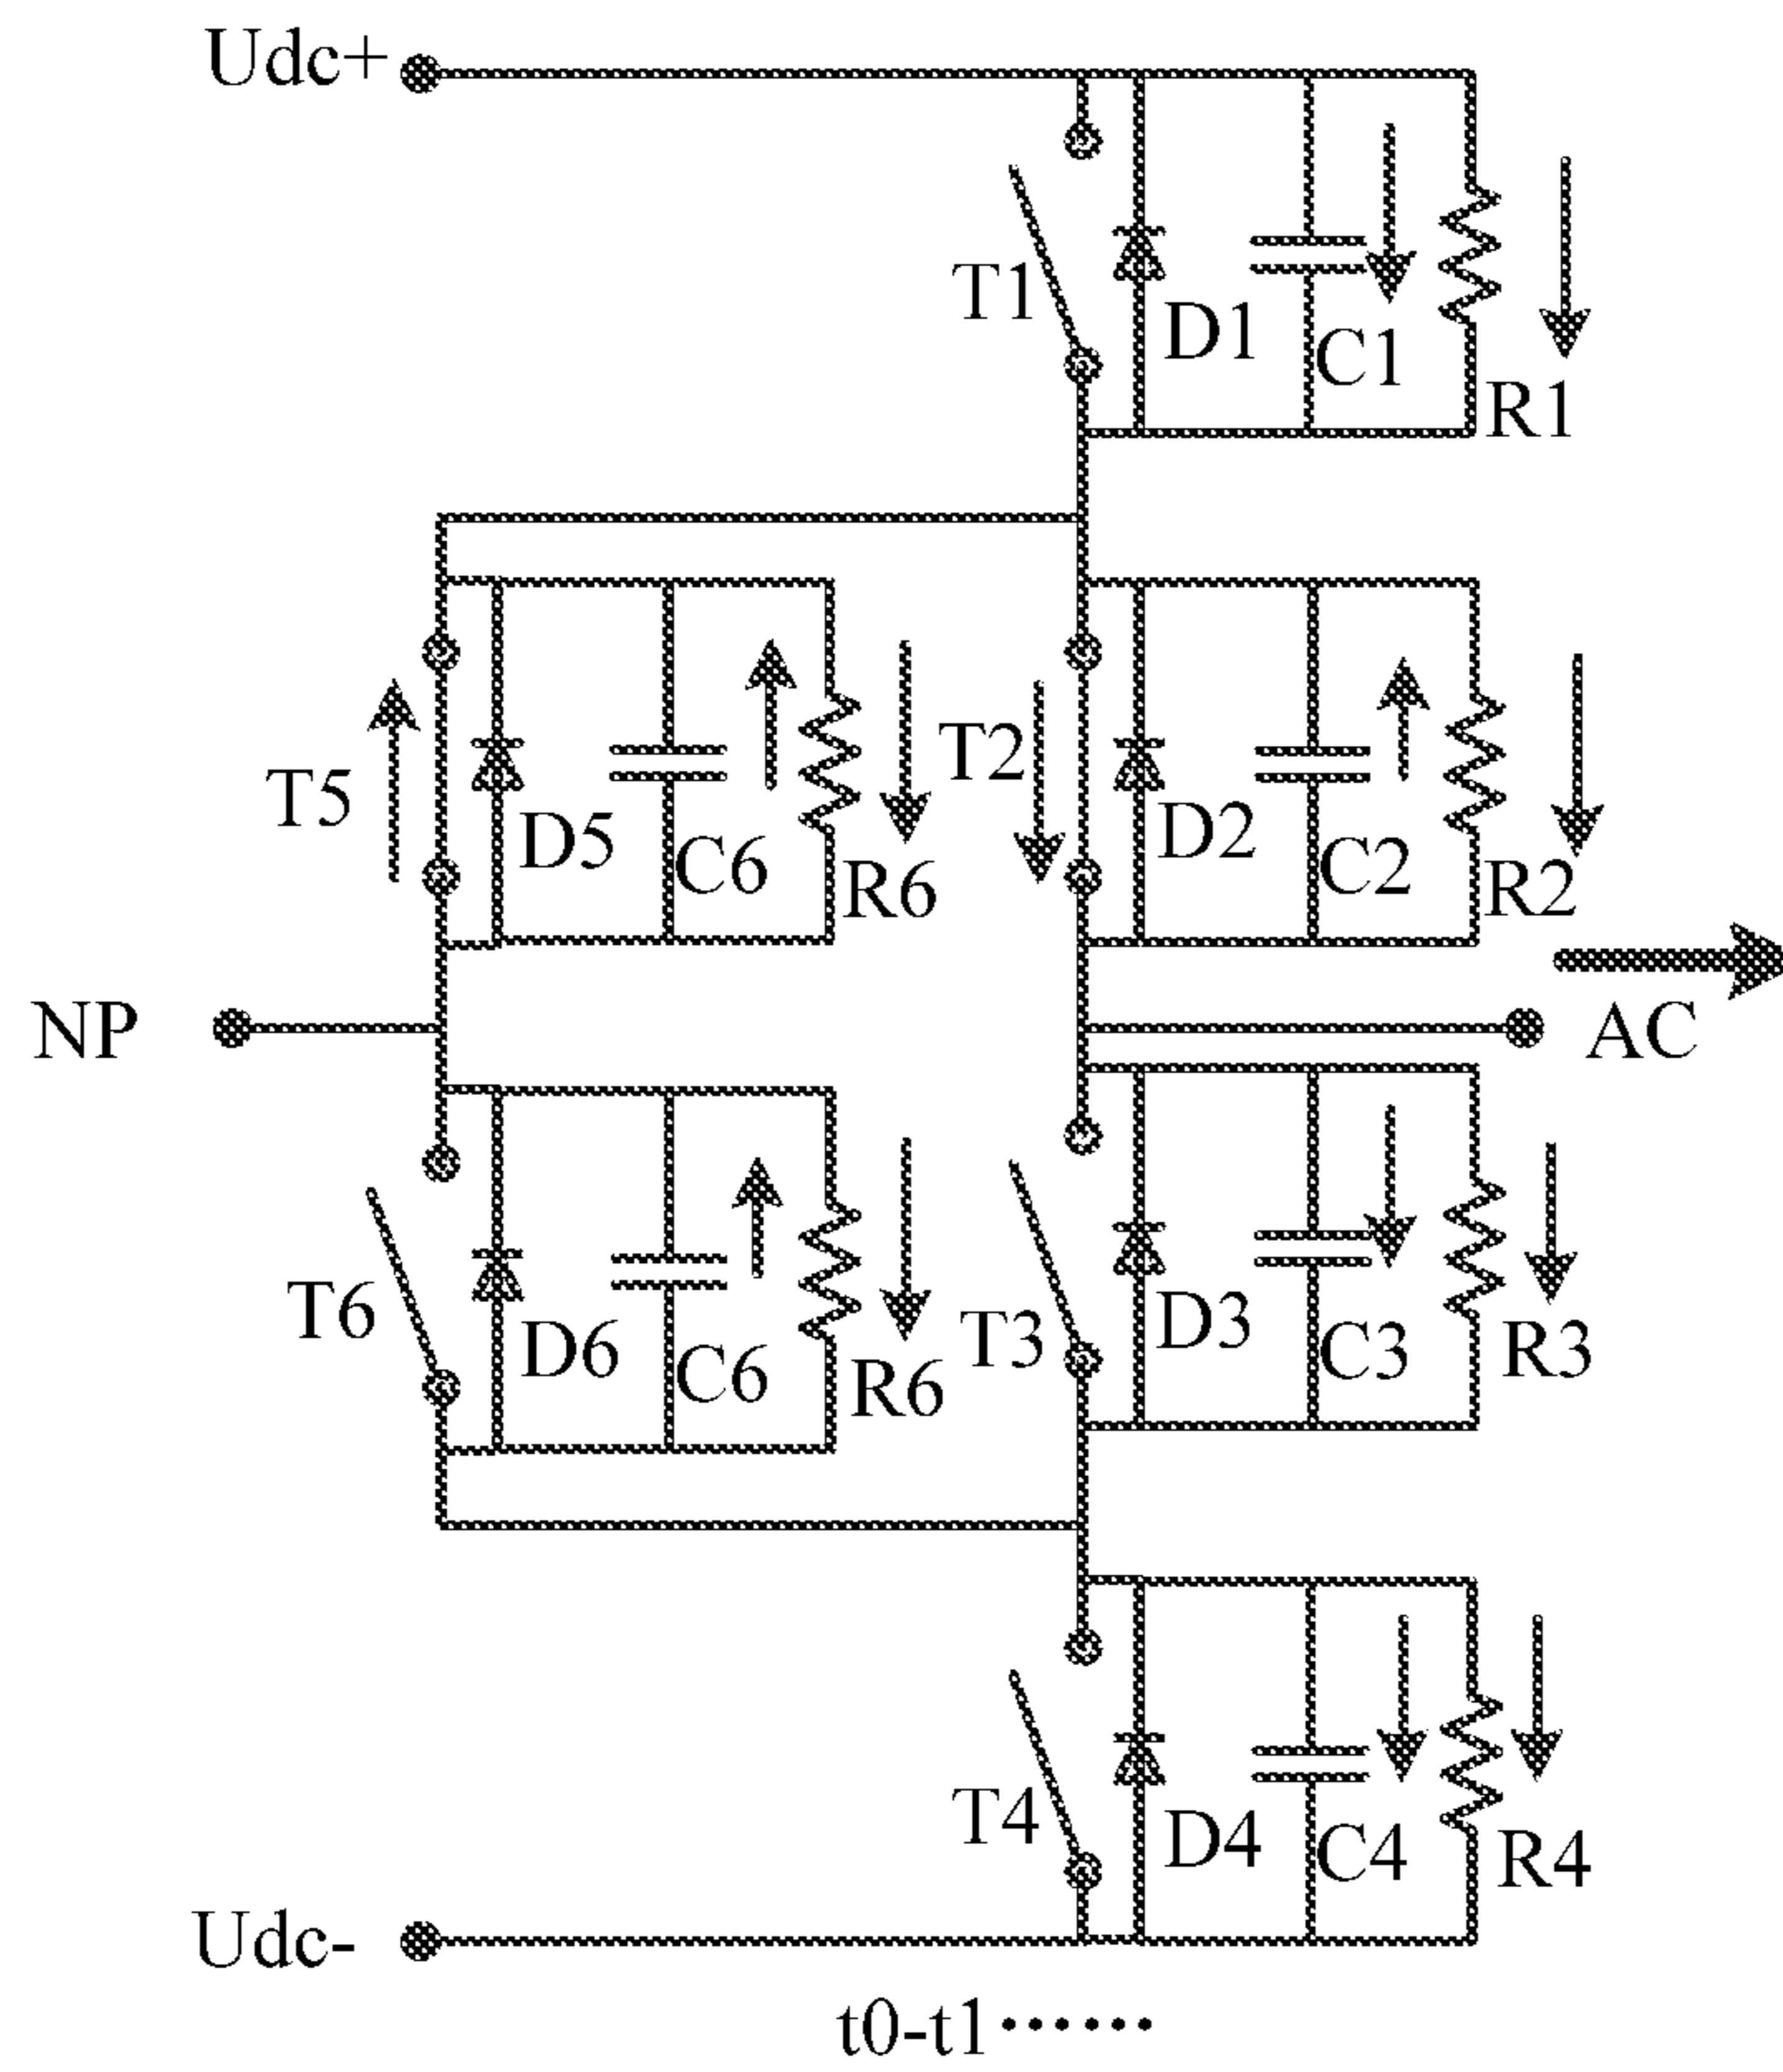 Udc+
T1
D1
C1
R1
T5
D5
C6
R6
T2
D2
C2
R2
NP
AC
T6
D6
C6
R6
T3
D3
C3
R3
T4
D4
C4
R4
Udc-
t0-t1······